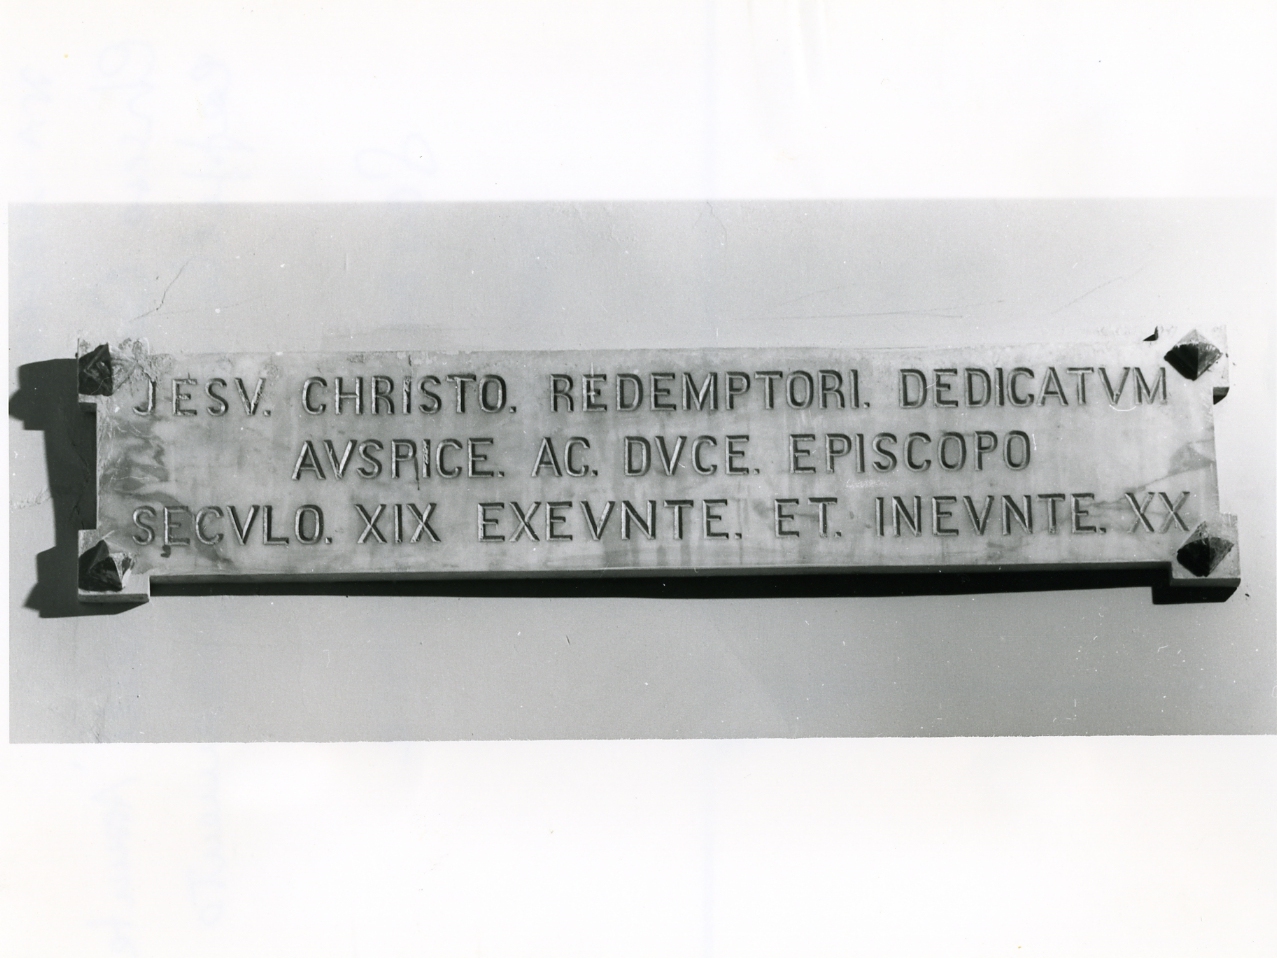 JESV. CHRISTO. REDEMPTORI. DEDICATVM
AVSPICE. AC. DVCE. EPISCOPO
SECVLO. XIX EXEVNTE. ET. INEVNTE. XX